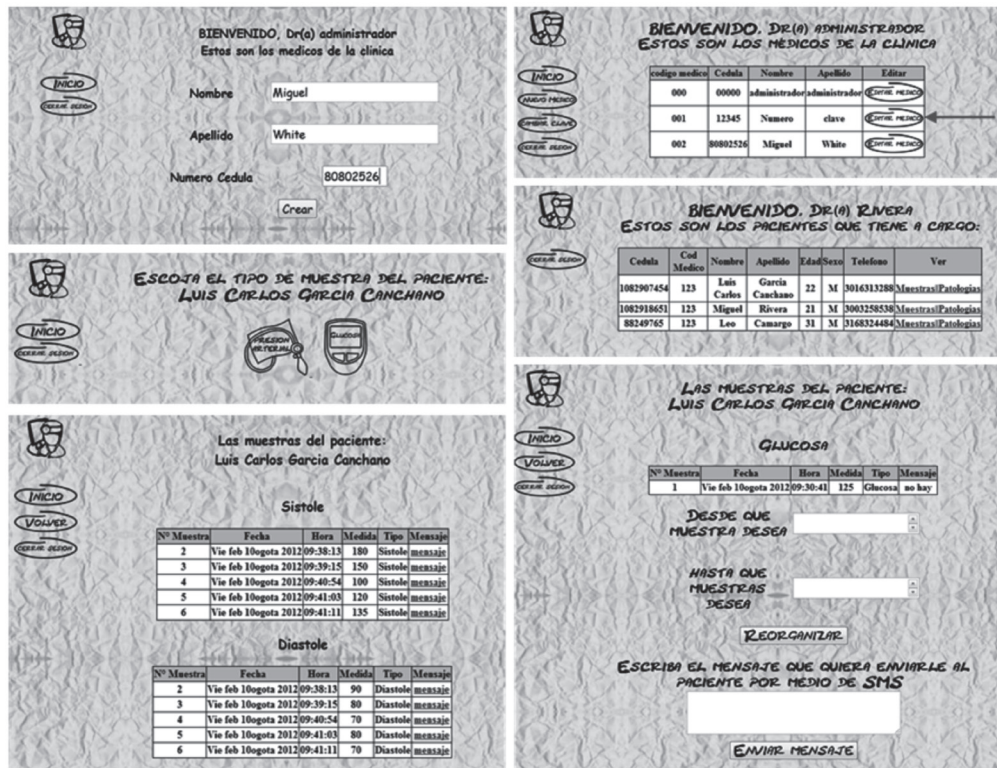 BIENVENIDO, Dr(a) administrador
Estos son los medicos de la clinica
INICIO
CERRAR SESION
Nombre Miguel
Apellido White
Numero Cedula 80802526
Crear
BIENVENIDO, DR(A) ADMINISTRADOR
ESTOS SON LOS MÉDICOS DE LA CLINICA
INICIO
NUEVO MEDICO
CAMBIAR CLAVE
CERRAR SESION
codigo medico Cedula Nombre Apellido Editar
000 00000 administrador administrador EDITAR MEDICO
001 12345 Numero clave EDITAR MEDICO
002 80802526 Miguel White EDITAR MEDICO
BIENVENIDO, DR(A) RIVERA
ESTOS SON LOS PACIENTES QUE TIENE A CARGO:
CERRAR SESION
Cedula Cod Medico Nombre Apellido Edad Sexo Telefono Ver
1082907454 123 Luis Carlos Garcia Canchano 22 M 3016313288 Muestras||Patologias
1082918651 123 Miguel Rivera 21 M 3003258538 Muestras||Patologias
88249765 123 Leo Camargo 31 M 3168324484 Muestras||Patologias
ESCOJA EL TIPO DE MUESTRA DEL PACIENTE:
LUIS CARLOS GARCIA CANCHANO
INICIO
CERRAR SESION
PRESION ARTERIAL
GLUCOSA
Las muestras del paciente:
Luis Carlos Garcia Canchano
INICIO
VOLVER
CERRAR SESION
Sistole
N° Muestra Fecha Hora Medida Tipo Mensaje
2 Vie feb 10ogota 2012 09:38:13 180 Sistole mensaje
3 Vie feb 10ogota 2012 09:39:15 150 Sistole mensaje
4 Vie feb 10ogota 2012 09:40:54 100 Sistole mensaje
5 Vie feb 10ogota 2012 09:41:03 120 Sistole mensaje
6 Vie feb 10ogota 2012 09:41:11 135 Sistole mensaje
Diastole
N° Muestra Fecha Hora Medida Tipo Mensaje
2 Vie feb 10ogota 2012 09:38:13 90 Diastole mensaje
3 Vie feb 10ogota 2012 09:39:15 80 Diastole mensaje
4 Vie feb 10ogota 2012 09:40:54 70 Diastole mensaje
5 Vie feb 10ogota 2012 09:41:03 80 Diastole mensaje
6 Vie feb 10ogota 2012 09:41:11 70 Diastole mensaje
LAS MUESTRAS DEL PACIENTE:
LUIS CARLOS GARCIA CANCHANO
INICIO
VOLVER
CERRAR SESION
GLUCOSA
N° Muestra Fecha Hora Medida Tipo Mensaje
1 Vie feb 10ogota 2012 09:30:41 125 Glucosa no hay
DESDE QUE
MUESTRA DESEA
HASTA QUE
MUESTRAS
DESEA
REORGANIZAR
ESCRIBA EL MENSAJE QUE QUIERA ENVIARLE AL
PACIENTE POR MEDIO DE SMS
ENVIAR MENSAJE